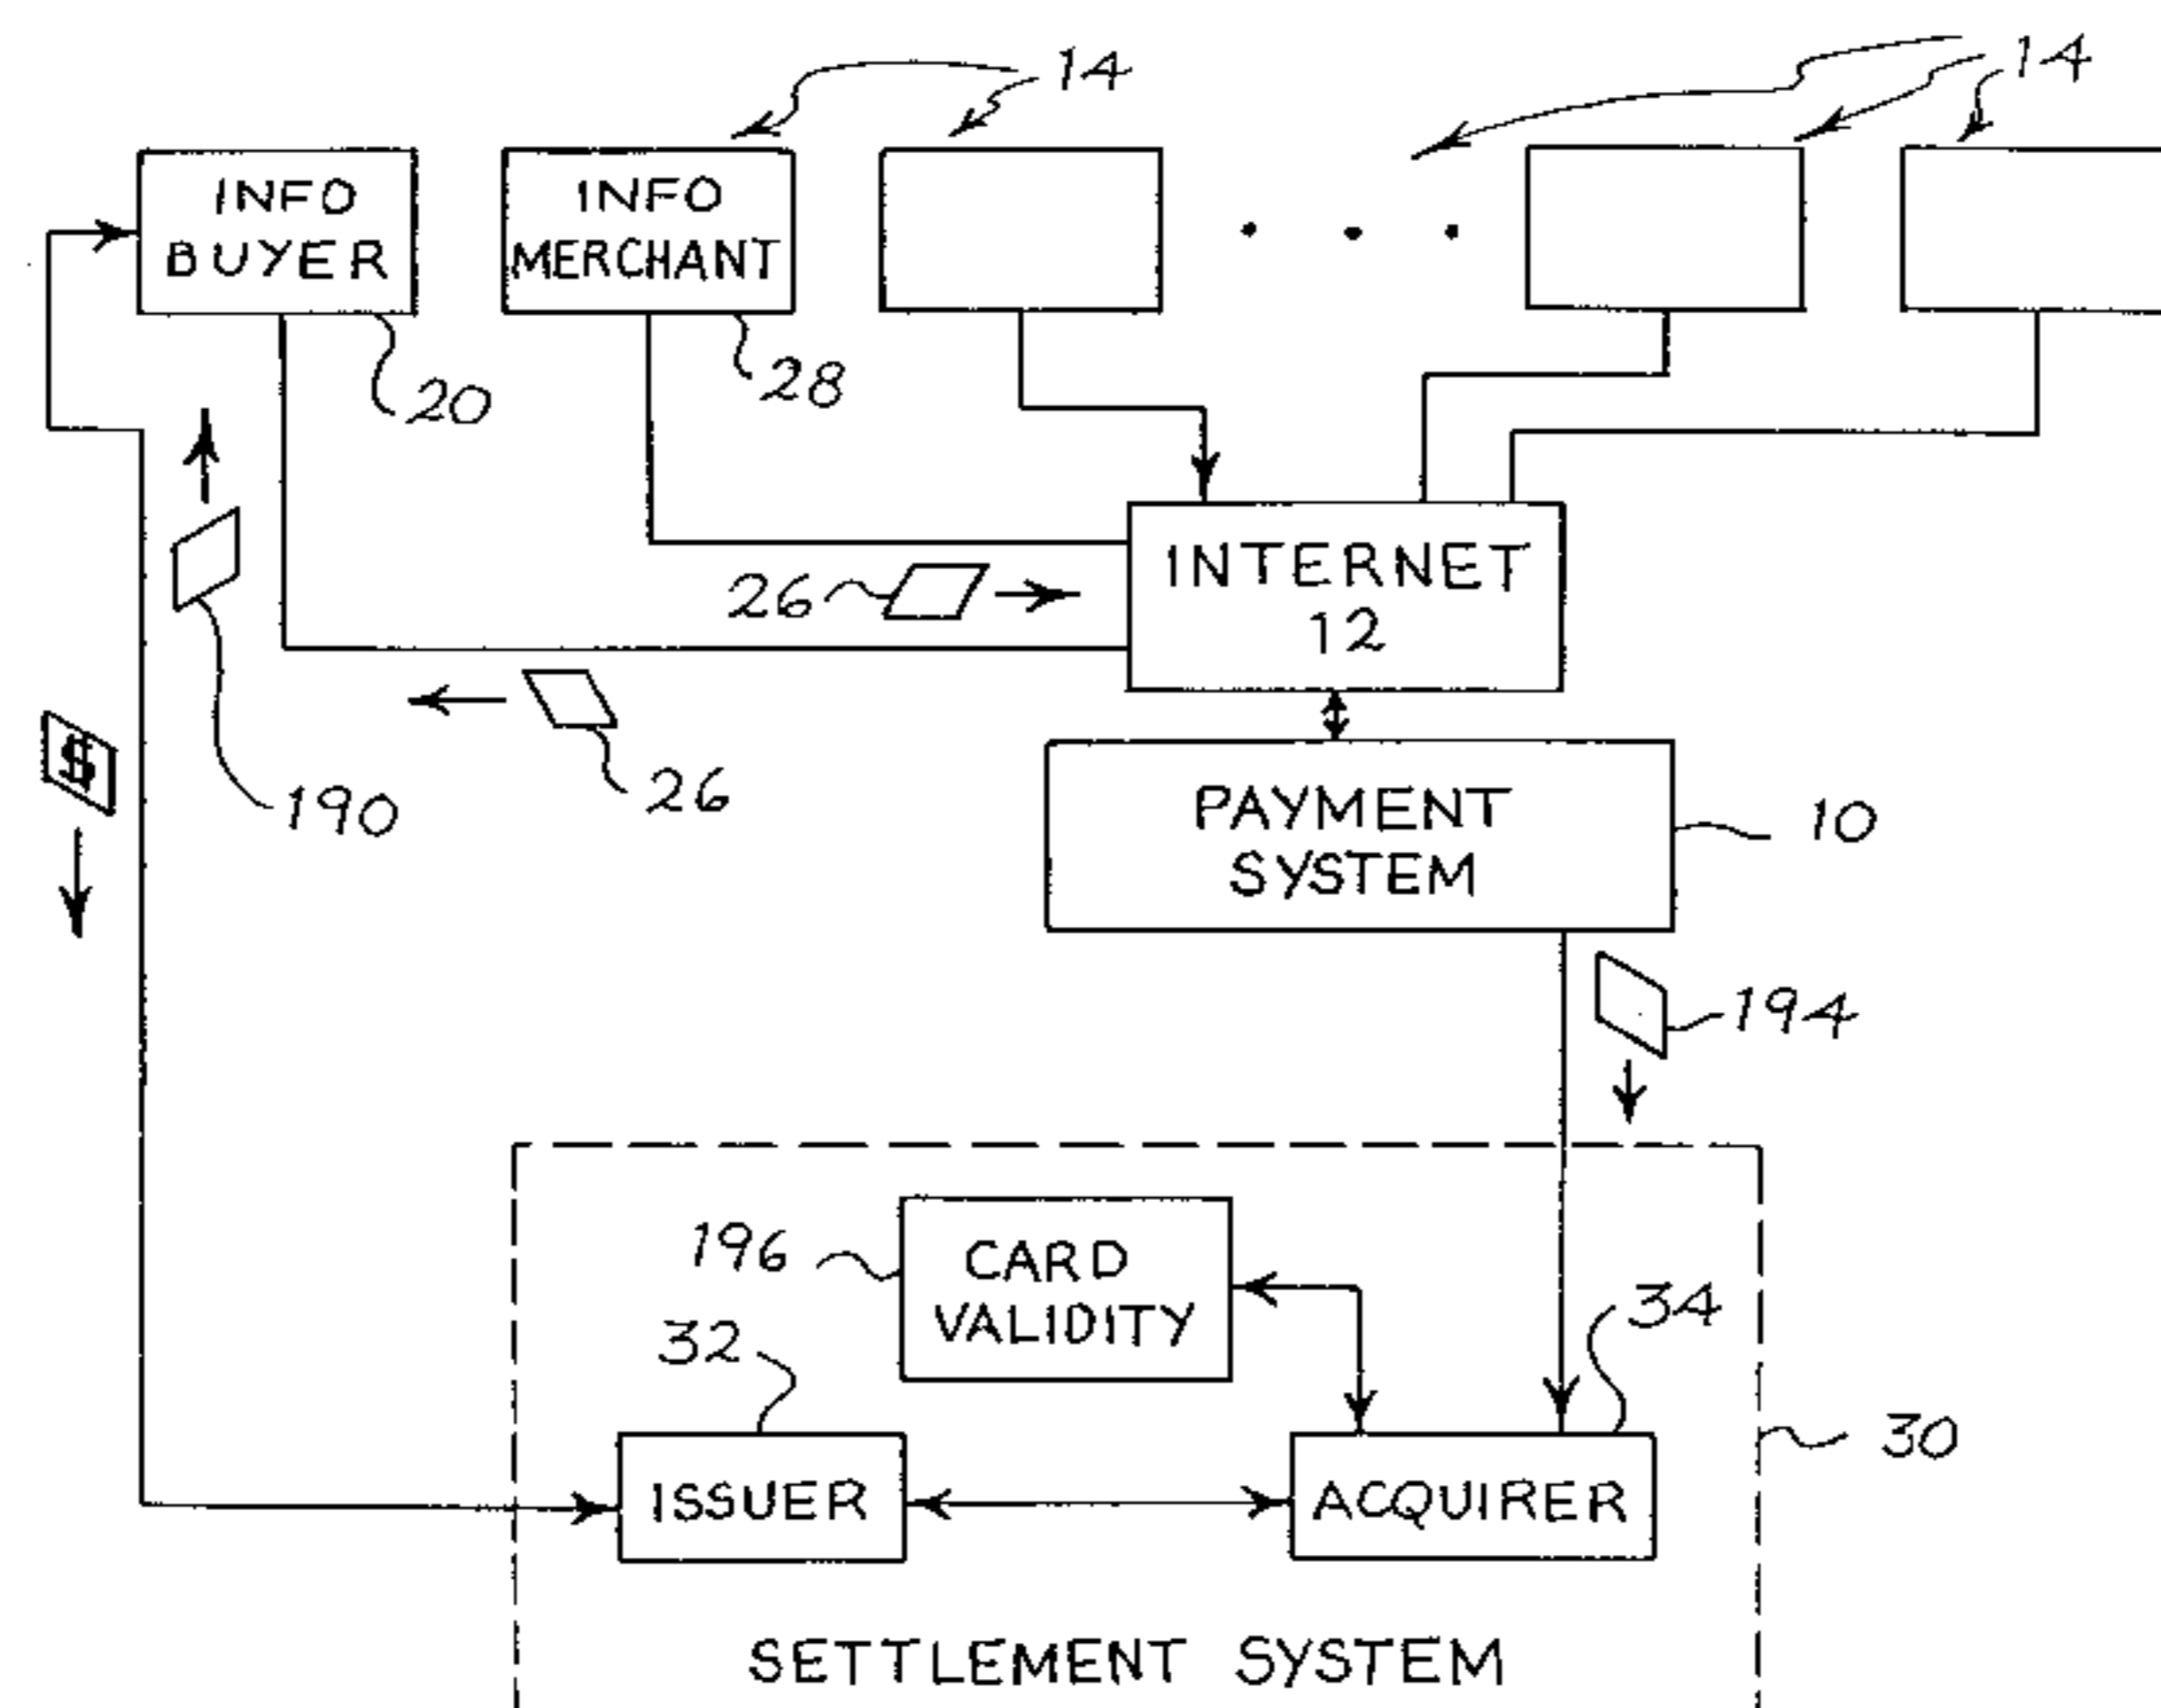 14
14
INFO
BUYER
INFO
MERCHANT
20
28
INTERNET
12
26
26
$
190
PAYMENT
SYSTEM
10
194
196
CARD
VALIDITY
32
34
30
ISSUER
ACQUIRER
SETTLEMENT SYSTEM